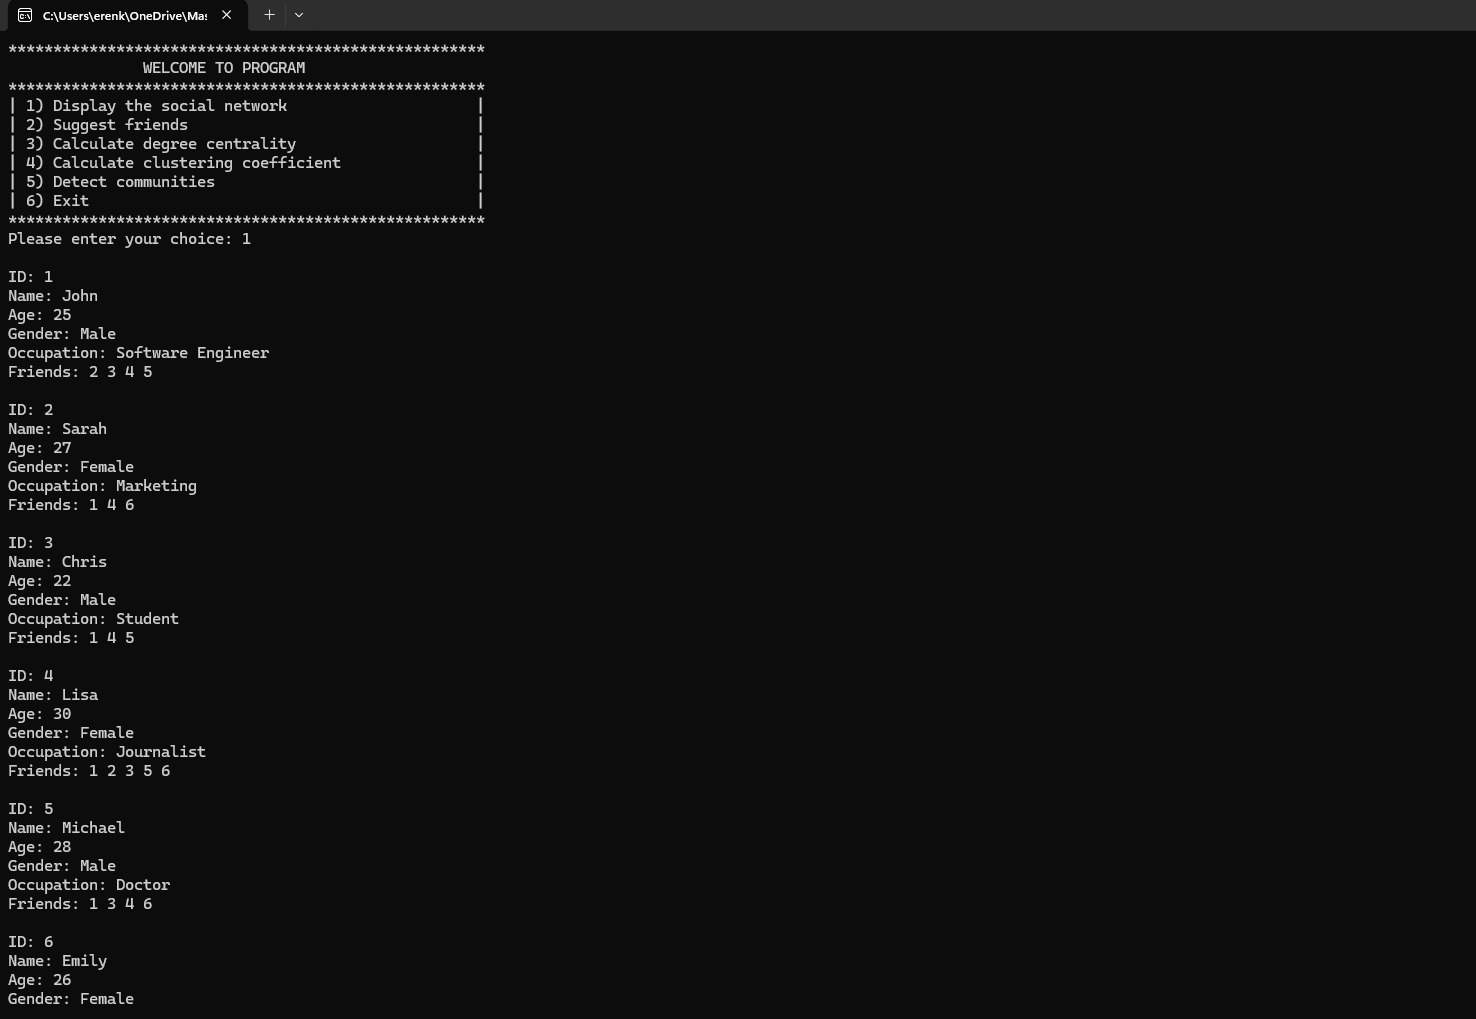 C:\Users\erenk\OneDrive\Mas
*****************************************************
WELCOME TO PROGRAM
*****************************************************
| 1) Display the social network |
| 2) Suggest friends |
| 3) Calculate degree centrality |
| 4) Calculate clustering coefficient |
| 5) Detect communities |
| 6) Exit |
*****************************************************
Please enter your choice: 1
ID: 1
Name: John
Age: 25
Gender: Male
Occupation: Software Engineer
Friends: 2 3 4 5
ID: 2
Name: Sarah
Age: 27
Gender: Female
Occupation: Marketing
Friends: 1 4 6
ID: 3
Name: Chris
Age: 22
Gender: Male
Occupation: Student
Friends: 1 4 5
ID: 4
Name: Lisa
Age: 30
Gender: Female
Occupation: Journalist
Friends: 1 2 3 5 6
ID: 5
Name: Michael
Age: 28
Gender: Male
Occupation: Doctor
Friends: 1 3 4 6
ID: 6
Name: Emily
Age: 26
Gender: Female